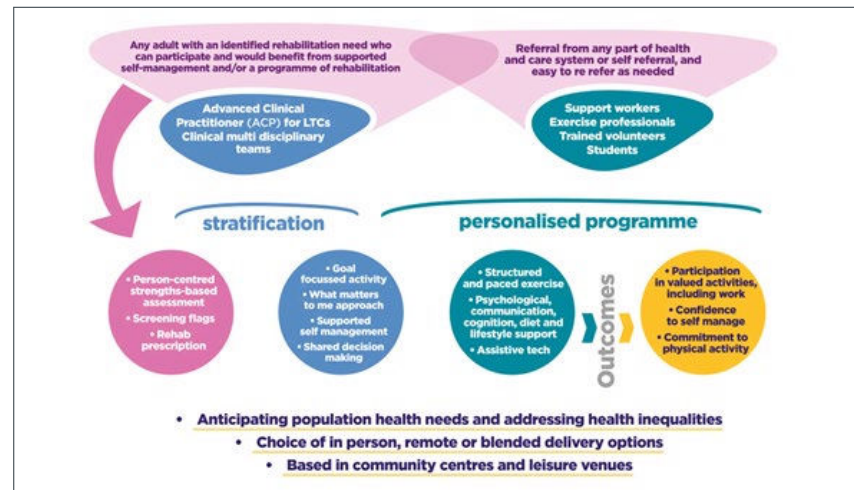 Any adult with an identified rehabilitation need who
can participate and would benefit from supported
self-management and/or a programme of rehabilitation
Referral from any part of health
and care system or self referral, and
easy to re refer as needed
Advanced Clinical
Practitioner (ACP) for LTCs
Clinical multi disciplinary
teams
Support workers
Exercise professionals
Trained volunteers
Students
stratification
personalised programme
• Person-centred
strengths-based
assessment
• Screening flags
• Rehab
prescription
• Goal
focussed activity
• What matters
to me approach
• Supported
self management
• Shared decision
making
• Structured
and paced exercise
• Psychological,
communication,
cognition, diet and
lifestyle support
• Assistive tech
Outcomes
• Participation
in valued activities,
including work
• Confidence
to self manage
• Commitment to
physical activity
• Anticipating population health needs and addressing health inequalities
• Choice of in person, remote or blended delivery options
• Based in community centres and leisure venues